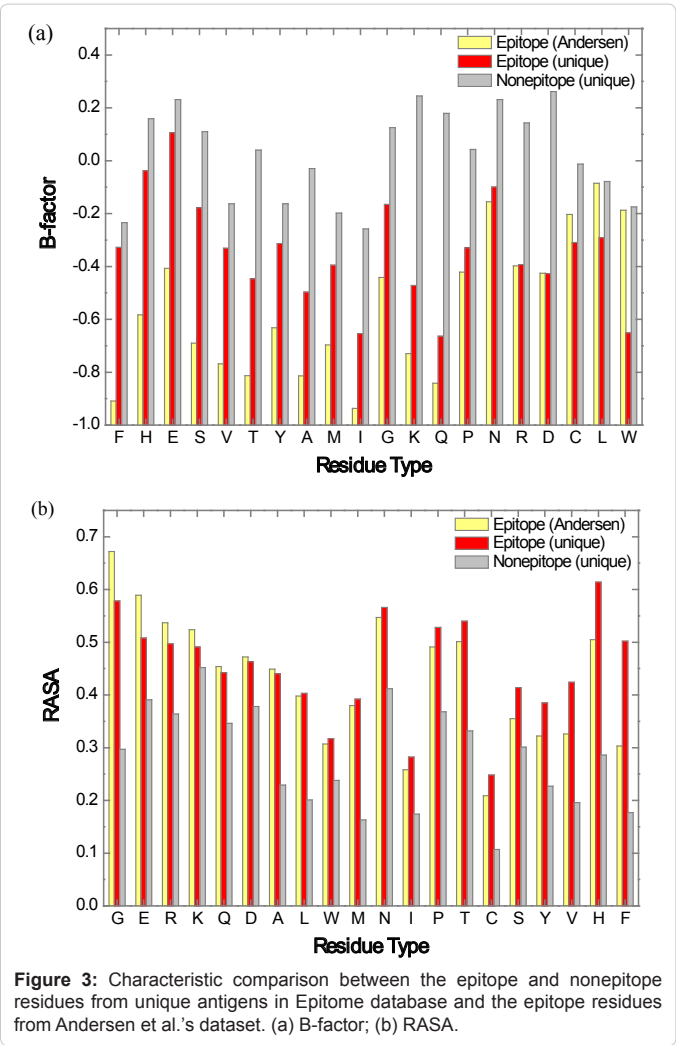 (a)
Epitope (Andersen)
Epitope (unique)
Nonepitope (unique)
0.4
0.2
0.0
-0.2
-0.4
-0.6
-0.8
-1.0
B-factor
F H E S V T Y A M I G K Q P N R D C L W
Residue Type
(b)
Epitope (Andersen)
Epitope (unique)
Nonepitope (unique)
0.7
0.6
0.5
0.4
0.3
0.2
0.1
0.0
RASA
G E R K Q D A L W M N I P T C S Y V H F
Residue Type
Figure 3: Characteristic comparison between the epitope and nonepitope
residues from unique antigens in Epitome database and the epitope residues
from Andersen et al.'s dataset. (a) B-factor; (b) RASA.